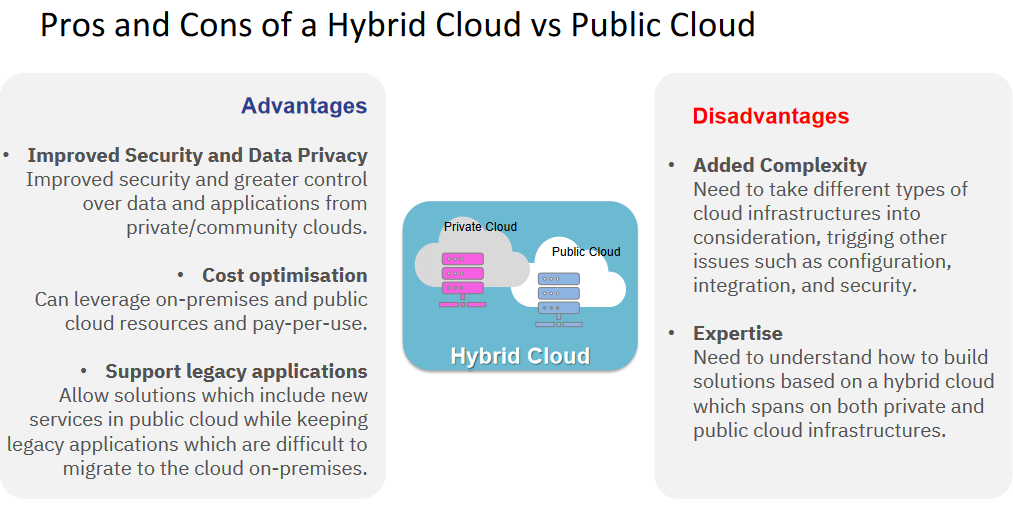 Pros and Cons of a Hybrid Cloud vs Public Cloud
Advantages
• Improved Security and Data Privacy
Improved security and greater control
over data and applications from
private/community clouds.
• Cost optimisation
Can leverage on-premises and public
cloud resources and pay-per-use.
• Support legacy applications
Allow solutions which include new
services in public cloud while keeping
legacy applications which are difficult to
migrate to the cloud on-premises.
Private Cloud
Public Cloud
Hybrid Cloud
Disadvantages
• Added Complexity
Need to take different types of
cloud infrastructures into
consideration, trigging other
issues such as configuration,
integration, and security.
• Expertise
Need to understand how to build
solutions based on a hybrid cloud
which spans on both private and
public cloud infrastructures.